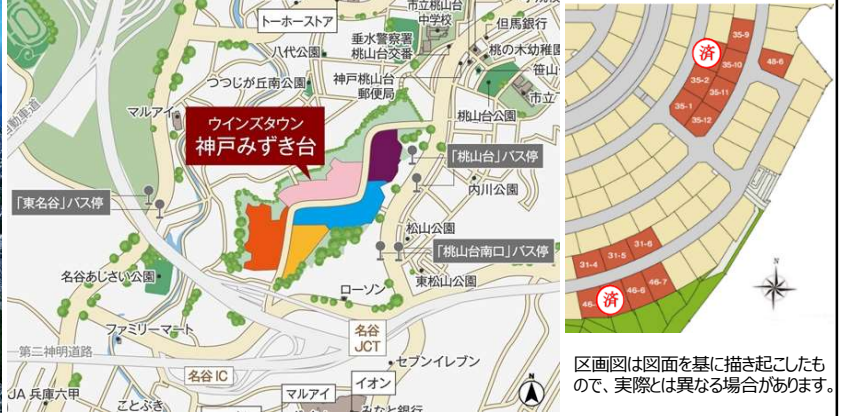 市立桃山台
中学校
トーホーストア
但馬銀行
八代公園
垂水警察署
桃山台交番
桃の木幼稚園
つつじが丘南公園
神戸桃山台
郵便局
笹山
マルアイ
市立
桃山台公園
ウインズタウン
神戸みずき台
自動車道
「桃山台」バス停
「東名谷」バス停
内川公園
松山公園
「桃山台南口」バス停
名谷あじさい公園
東松山公園
ローソン
ファミリーマート
名谷
JCT
第二神明道路
セブンイレブン
名谷IC
JA 兵庫六甲
マルアイ
イオン
ことぶき
みなと銀行
35-9
済
35-10
48-6
35-2
35-11
35-1
35-12
31-6
31-5
31-4
46-7
46-6
46-
済
N
区画図は図面を基に描き起こしたも
ので、実際とは異なる場合があります。